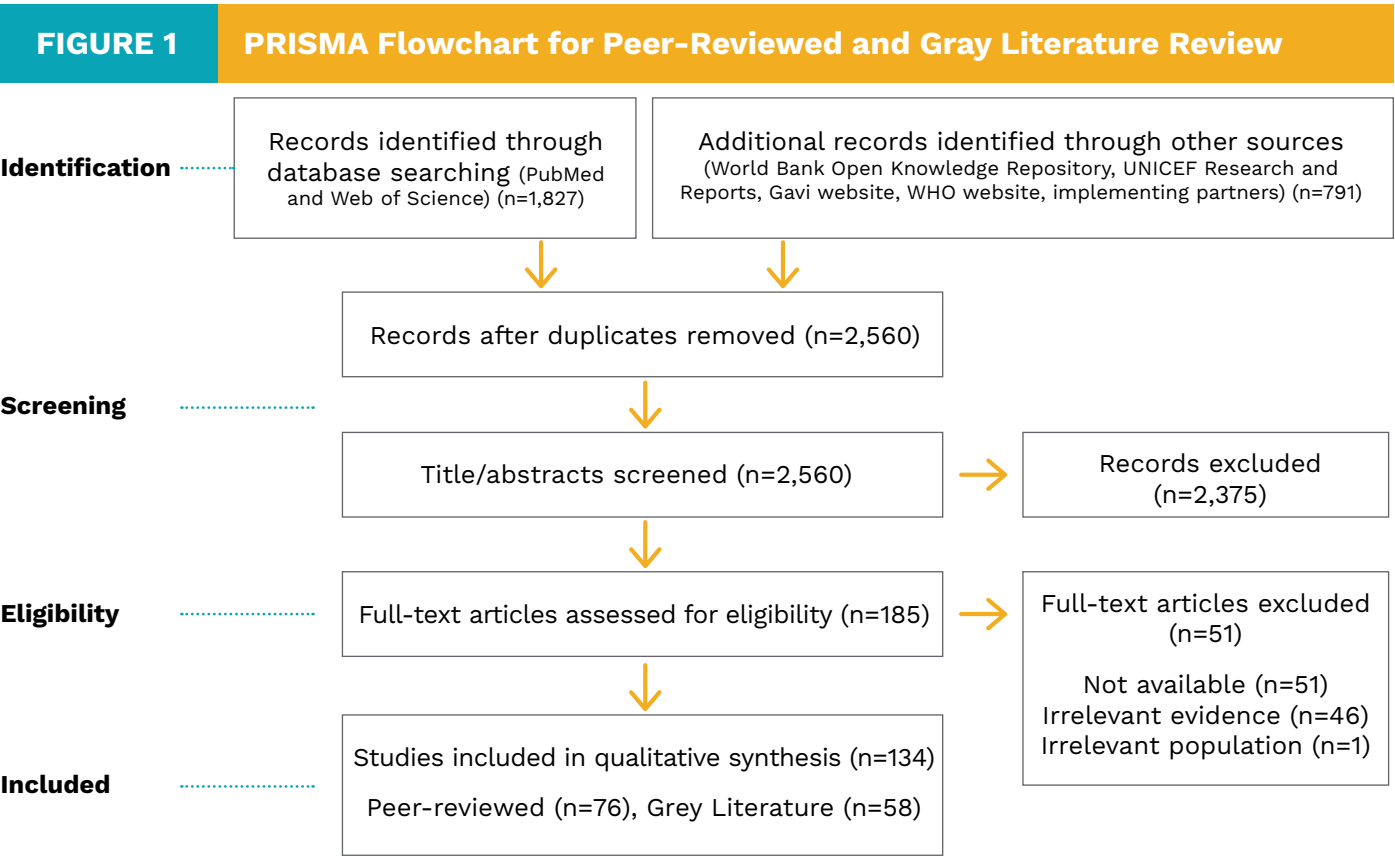 FIGURE 1
PRISMA Flowchart for Peer-Reviewed and Gray Literature Review
Identification
Records identified through
database searching (PubMed
and Web of Science) (n=1,827)
Additional records identified through other sources
(World Bank Open Knowledge Repository, UNICEF Research and
Reports, Gavi website, WHO website, implementing partners) (n=791)
Records after duplicates removed (n=2,560)
Screening
Title/abstracts screened (n=2,560)
Records excluded
(n=2,375)
Eligibility
Full-text articles assessed for eligibility (n=185)
Full-text articles excluded
(n=51)
Not available (n=51)
Irrelevant evidence (n=46)
Irrelevant population (n=1)
Included
Studies included in qualitative synthesis (n=134)
Peer-reviewed (n=76), Grey Literature (n=58)